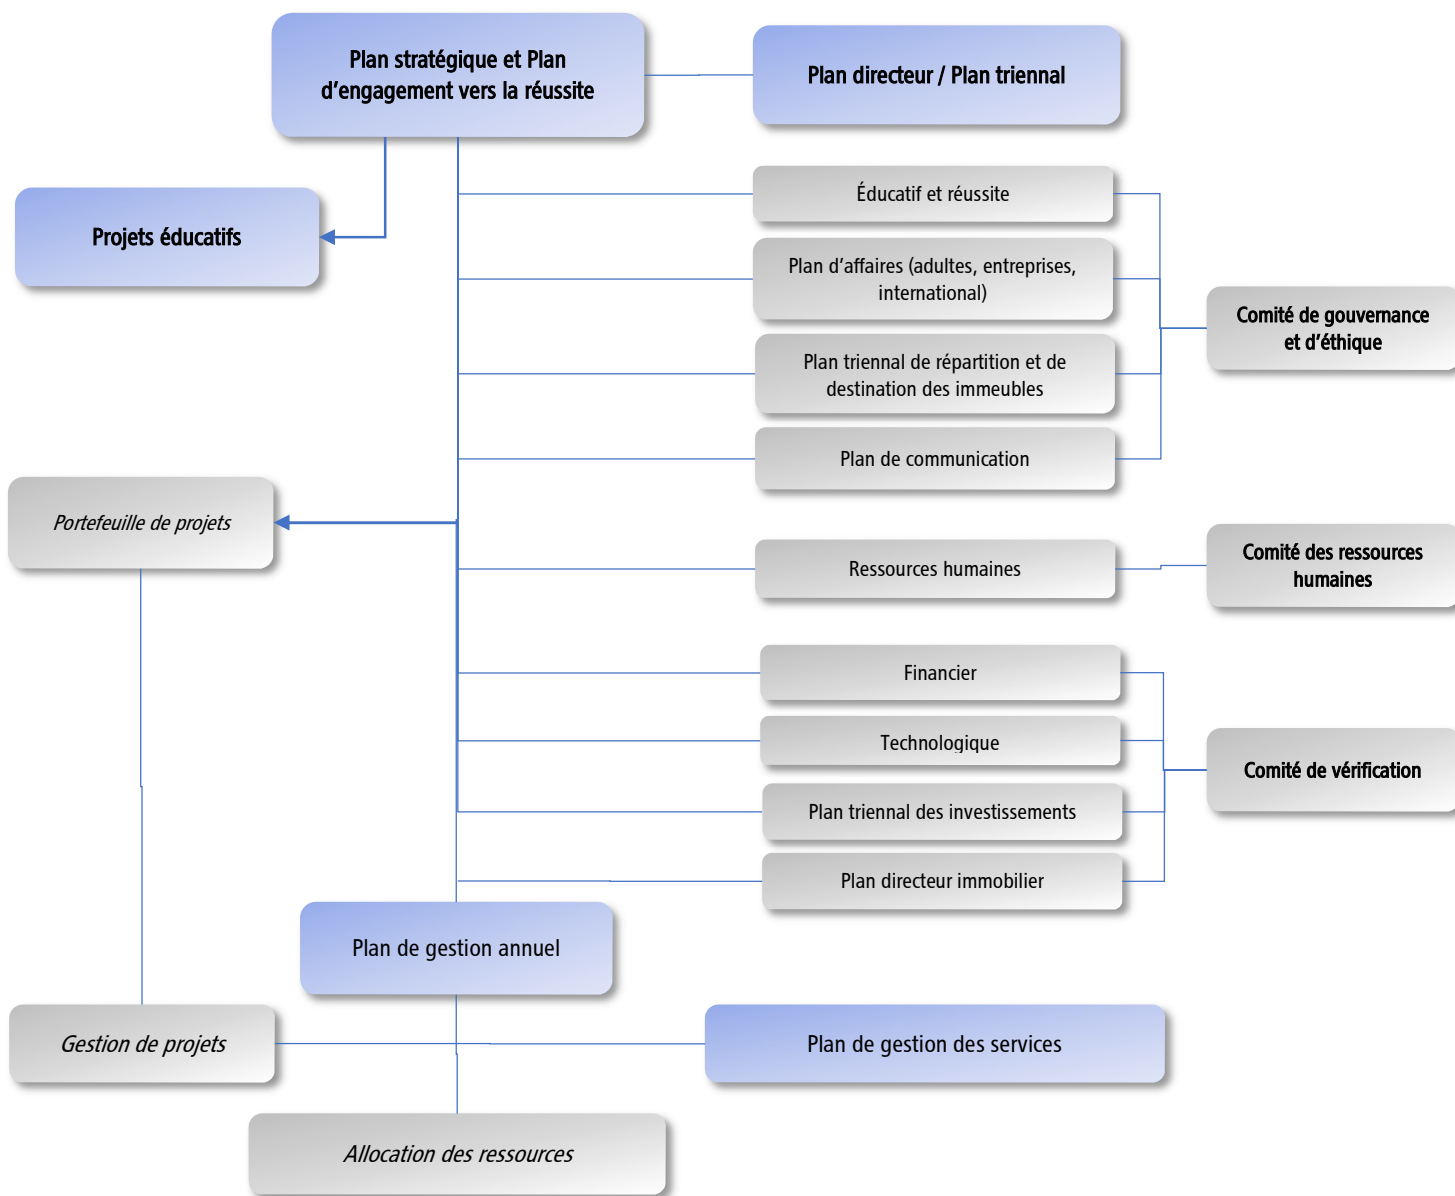 Plan stratégique et Plan
d’engagement vers la réussite
Plan directeur / Plan triennal
Éducatif et réussite
Projets éducatifs
Plan d’affaires (adultes, entreprises,
international)
Comité de gouvernance
et d’éthique
Plan triennal de répartition et de
destination des immeubles
Plan de communication
Portefeuille de projets
Ressources humaines
Comité des ressources
humaines
Financier
Technologique
Comité de vérification
Plan triennal des investissements
Plan directeur immobilier
Plan de gestion annuel
Gestion de projets
Plan de gestion des services
Allocation des ressources